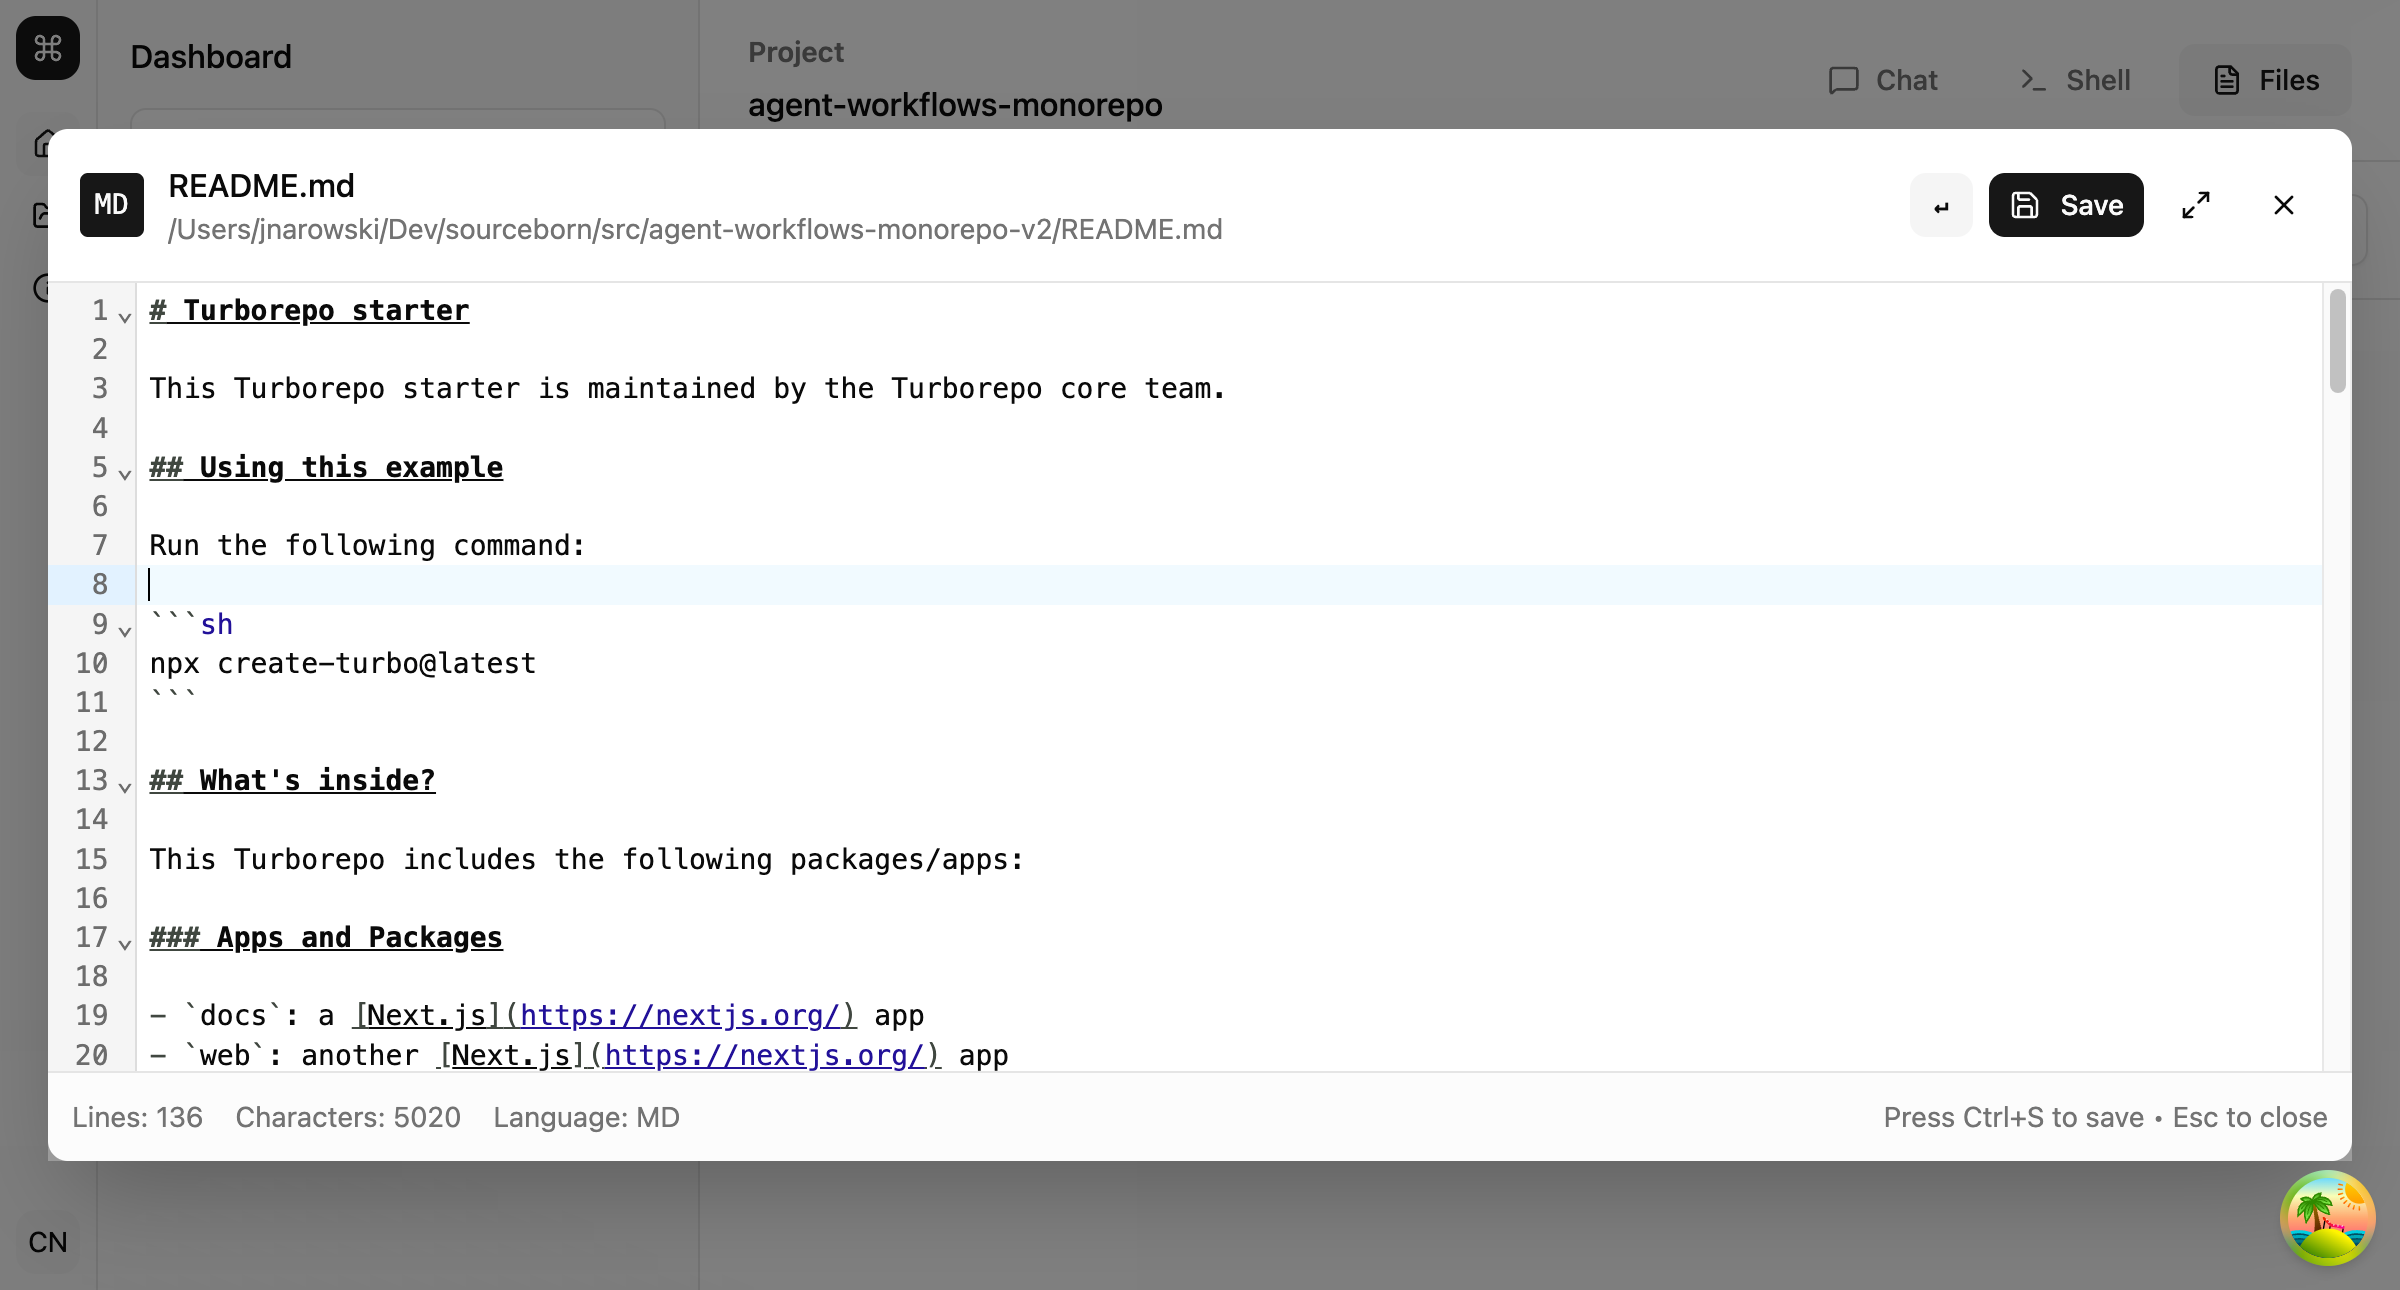 Dashboard
Project
agent-workflows-monorepo
Chat
Shell
Files
MD
README.md
/Users/jnarowski/Dev/sourceborn/src/agent-workflows-monorepo-v2/README.md
↵
Save
1 # Turborepo starter
2
3 This Turborepo starter is maintained by the Turborepo core team.
4
5 ## Using this example
6
7 Run the following command:
8
9 ```sh
10 npx create-turbo@latest
11 ```
12
13 ## What's inside?
14
15 This Turborepo includes the following packages/apps:
16
17 ### Apps and Packages
18
19 - `docs`: a [Next.js](https://nextjs.org/) app
20 - `web`: another [Next.js](https://nextjs.org/) app
Lines: 136 Characters: 5020 Language: MD
Press Ctrl+S to save • Esc to close
CN